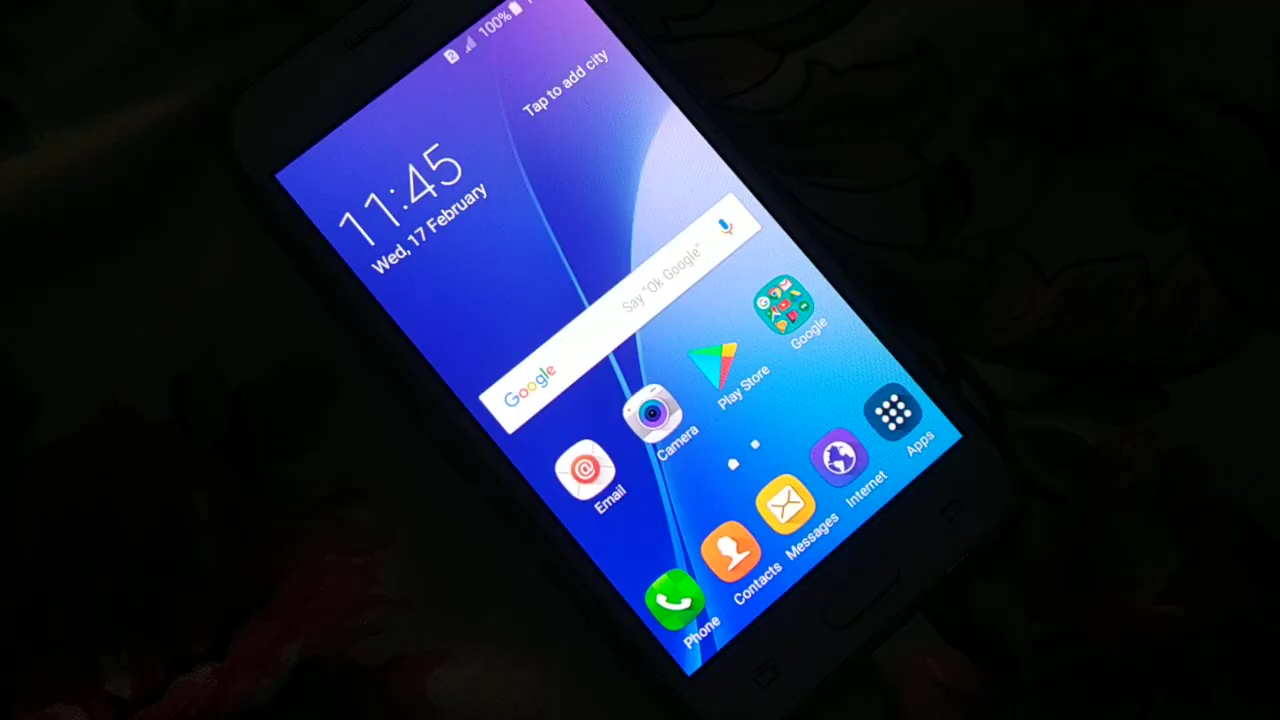 2 100%
Tap to add city
11:45
Wed, 17 February
Google Say "Ok Google"
Email
Camera
Play Store
Google
Phone
Contacts
Messages
Internet
Apps